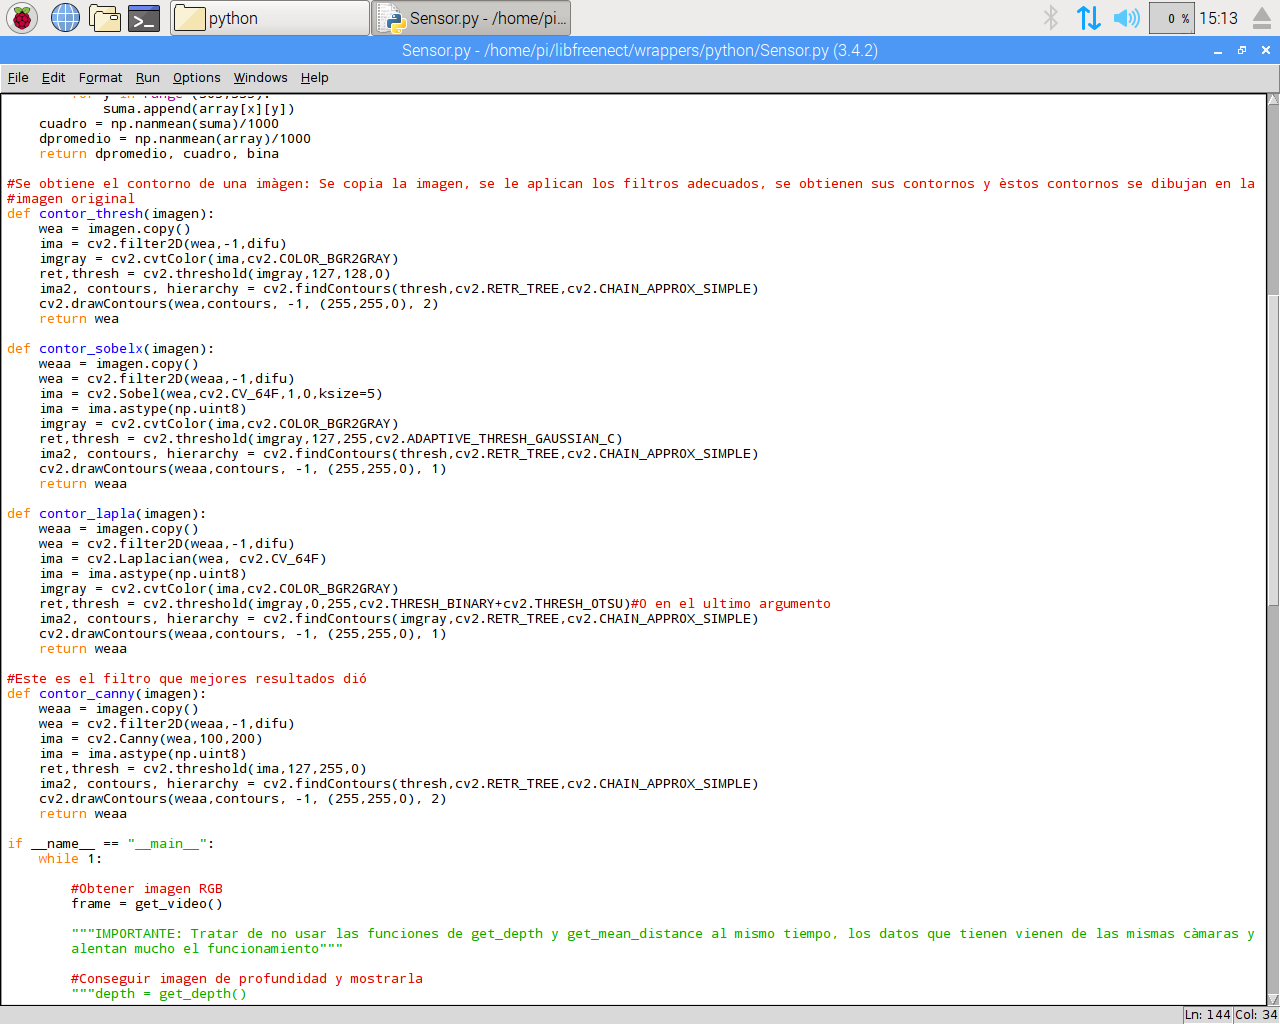 python
Sensor.py - /home/pi...
0 %
15:13
Sensor.py - /home/pi/libfreenect/wrappers/python/Sensor.py (3.4.2)
File Edit Format Run Options Windows Help
suma.append(array[x][y])
cuadro = np.nanmean(suma)/1000
dpromedio = np.nanmean(array)/1000
return dpromedio, cuadro, bina
#Se obtiene el contorno de una imàgen: Se copia la imagen, se le aplican los filtros adecuados, se obtienen sus contornos y èstos contornos se dibujan en la
#imagen original
def contor_thresh(imagen):
wea = imagen.copy()
ima = cv2.filter2D(wea,-1,difu)
imgray = cv2.cvtColor(ima,cv2.COLOR_BGR2GRAY)
ret,thresh = cv2.threshold(imgray,127,128,0)
ima2, contours, hierarchy = cv2.findContours(thresh,cv2.RETR_TREE,cv2.CHAIN_APPROX_SIMPLE)
cv2.drawContours(wea,contours, -1, (255,255,0), 2)
return wea
def contor_sobelx(imagen):
weaa = imagen.copy()
wea = cv2.filter2D(weaa,-1,difu)
ima = cv2.Sobel(wea,cv2.CV_64F,1,0,ksize=5)
ima = ima.astype(np.uint8)
imgray = cv2.cvtColor(ima,cv2.COLOR_BGR2GRAY)
ret,thresh = cv2.threshold(imgray,127,255,cv2.ADAPTIVE_THRESH_GAUSSIAN_C)
ima2, contours, hierarchy = cv2.findContours(thresh,cv2.RETR_TREE,cv2.CHAIN_APPROX_SIMPLE)
cv2.drawContours(weaa,contours, -1, (255,255,0), 1)
return weaa
def contor_lapla(imagen):
weaa = imagen.copy()
wea = cv2.filter2D(weaa,-1,difu)
ima = cv2.Laplacian(wea, cv2.CV_64F)
ima = ima.astype(np.uint8)
imgray = cv2.cvtColor(ima,cv2.COLOR_BGR2GRAY)
ret,thresh = cv2.threshold(imgray,0,255,cv2.THRESH_BINARY+cv2.THRESH_OTSU)#0 en el ultimo argumento
ima2, contours, hierarchy = cv2.findContours(imgray,cv2.RETR_TREE,cv2.CHAIN_APPROX_SIMPLE)
cv2.drawContours(weaa,contours, -1, (255,255,0), 1)
return weaa
#Este es el filtro que mejores resultados dió
def contor_canny(imagen):
weaa = imagen.copy()
wea = cv2.filter2D(weaa,-1,difu)
ima = cv2.Canny(wea,100,200)
ima = ima.astype(np.uint8)
ret,thresh = cv2.threshold(ima,127,255,0)
ima2, contours, hierarchy = cv2.findContours(thresh,cv2.RETR_TREE,cv2.CHAIN_APPROX_SIMPLE)
cv2.drawContours(weaa,contours, -1, (255,255,0), 2)
return weaa
if __name__ == "__main__":
while 1:
#Obtener imagen RGB
frame = get_video()
"""IMPORTANTE: Tratar de no usar las funciones de get_depth y get_mean_distance al mismo tiempo, los datos que tienen vienen de las mismas càmaras y
alentan mucho el funcionamiento"""
#Conseguir imagen de profundidad y mostrarla
"""depth = get_depth()
Ln: 144 Col: 34